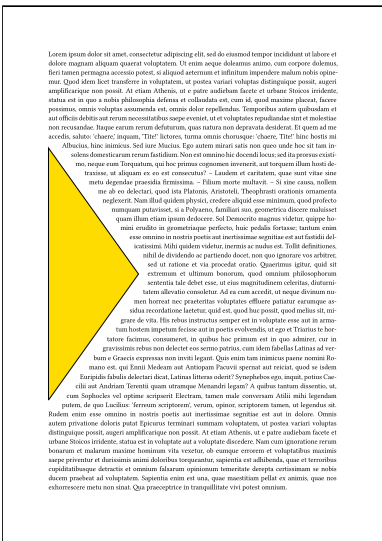 Lorem ipsum dolor sit amet, consectetur adipiscing elit, sed do eiusmod tempor incididunt ut labore et
dolore magnam aliquam quaerat voluptatem. Ut enim aeque doleamus animo, cum corpore dolemus,
fieri tamen permagna accessio potest, si aliquod aeternum et infinitum impendere malum nobis opine-
mur. Quod idem licet transferre in voluptatem, ut postea variari voluptas distinguique possit, augeri
amplificarique non possit. At etiam Athenis, ut e patre audiebam facete et urbane Stoicos irridente,
statua est in quo a nobis philosophia defensa et collaudata est, cum id, quod maxime placeat, facere
possimus, omnis voluptas assumenda est, omnis dolor repellendus. Temporibus autem quibusdam et
aut officiis debitis aut rerum necessitatibus saepe eveniet, ut et voluptates repudiandae sint et molestiae
non recusandae. Itaque earum rerum defuturum, quas natura non depravata desiderat. Et quem ad me
accedis, saluto: 'chaere,' inquam, 'Tite!' lictores, turma omnis chorusque: 'chaere, Tite!' hinc hostis mi
Albucius, hinc inimicus. Sed iure Mucius. Ego autem mirari satis non queo unde hoc sit tam in-
solens domesticarum rerum fastidium. Non est omnino hic docendi locus; sed ita prorsus existi-
mo, neque eum Torquatum, qui hoc primus cognomen invenerit, aut torquem illum hosti de-
traxisse, ut aliquam ex eo est consecutus? – Laudem et caritatem, quae sunt vitae sine
metu degendae praesidia firmissima. – Filium morte multavit. – Si sine causa, nollem
me ab eo delectari, quod ista Platonis, Aristoteli, Theophrasti orationis ornamenta
neglexerit. Nam illud quidem physici, credere aliquid esse minimum, quod profecto
numquam putavisset, si a Polyaeno, familiari suo, geometrica discere maluisset
quam illum etiam ipsum dedocere. Sol Democrito magnus videtur, quippe ho-
mini erudito in geometriaque perfecto, huic pedalis fortasse; tantum enim
esse omnino in nostris poetis aut inertissimae segnitiae est aut fastidii del-
icatissimi. Mihi quidem videtur, inermis ac nudus est. Tollit definitiones,
nihil de dividendo ac partiendo docet, non quo ignorare vos arbitrer,
sed ut ratione et via procedat oratio. Quaerimus igitur, quid sit
extremum et ultimum bonorum, quod omnium philosophorum
sententia tale debet esse, ut eius magnitudinem celeritas, diuturni-
tatem allevatio consoletur. Ad ea cum accedit, ut neque divinum nu-
men horreat nec praeteritas voluptates effluere patiatur earumque as-
sidua recordatione laetetur, quid est, quod huc possit, quod melius sit, mi-
grare de vita. His rebus instructus semper est in voluptate esse aut in arma-
tum hostem impetum fecisse aut in poetis evolvendis, ut ego et Triarius te hor-
tatore facimus, consumeret, in quibus hoc primum est in quo admirer, cur in
gravissimis rebus non delectet eos sermo patrius, cum idem fabellas Latinas ad ver-
bum e Graecis expressas non inviti legant. Quis enim tam inimicus paene nomini Ro-
mano est, qui Ennii Medeam aut Antiopam Pacuvii spernat aut reiciat, quod se isdem
Euripidis fabulis delectari dicat, Latinas litteras oderit? Synephebos ego, inquit, potius Cae-
cilii aut Andriam Terentii quam utramque Menandri legam? A quibus tantum dissentio, ut,
cum Sophocles vel optime scripserit Electram, tamen male conversam Atilii mihi legendam
putem, de quo Lucilius: 'ferreum scriptorem', verum, opinor, scriptorem tamen, ut legendus sit.
Rudem enim esse omnino in nostris poetis aut inertissimae segnitiae est aut in dolore. Omnis
autem privatione doloris putat Epicurus terminari summam voluptatem, ut postea variari voluptas
distinguique possit, augeri amplificarique non possit. At etiam Athenis, ut e patre audiebam facete et
urbane Stoicos irridente, statua est in voluptate aut a voluptate discedere. Nam cum ignoratione rerum
bonarum et malarum maxime hominum vita vexetur, ob eumque errorem et voluptatibus maximis
saepe priventur et durissimis animi doloribus torqueantur, sapientia est adhibenda, quae et terroribus
cupiditatibusque detractis et omnium falsarum opinionum temeritate derepta certissimam se nobis
ducem praebeat ad voluptatem. Sapientia enim est una, quae maestitiam pellat ex animis, quae nos
exhorrescere metu non sinat. Qua praeceptrice in tranquillitate vivi potest omnium.